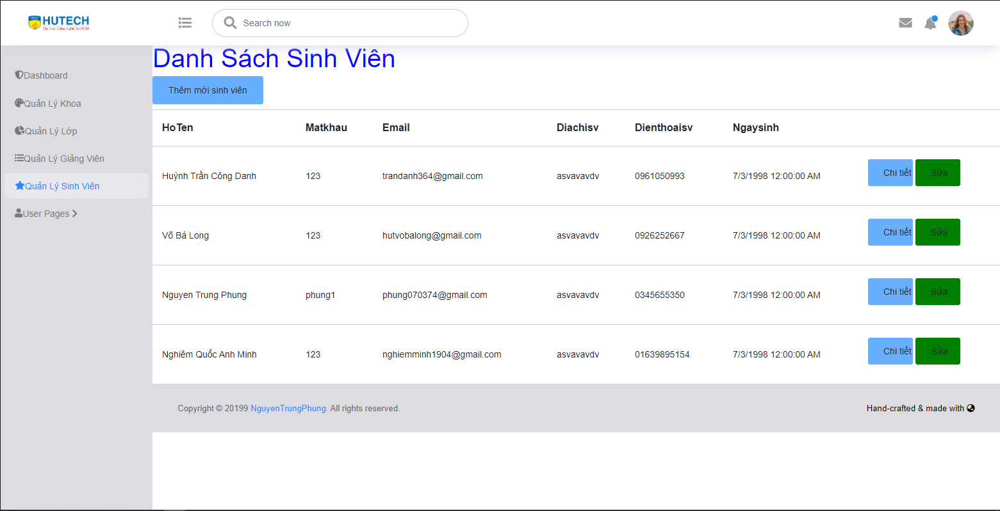 HUTECH
Đại học Công nghệ Tp.HCM
Search now
Dashboard
Quản Lý Khoa
Quản Lý Lớp
Quản Lý Giảng Viên
Quản Lý Sinh Viên
User Pages
Danh Sách Sinh Viên
Thêm mới sinh viên
HoTen Matkhau Email Diachisv Dienthoaisv Ngaysinh
Huỳnh Trần Công Danh 123 trandanh364@gmail.com asvavavdv 0961050993 7/3/1998 12:00:00 AM Chi tiết Sửa
Võ Bá Long 123 hutvobalong@gmail.com asvavavdv 0926252667 7/3/1998 12:00:00 AM Chi tiết Sửa
Nguyen Trung Phung phung1 phung070374@gmail.com asvavavdv 0345655350 7/3/1998 12:00:00 AM Chi tiết Sửa
Nghiêm Quốc Anh Minh 123 nghiemminh1904@gmail.com asvavavdv 01639895154 7/3/1998 12:00:00 AM Chi tiết Sửa
Copyright © 20199 NguyenTrungPhung. All rights reserved. Hand-crafted & made with